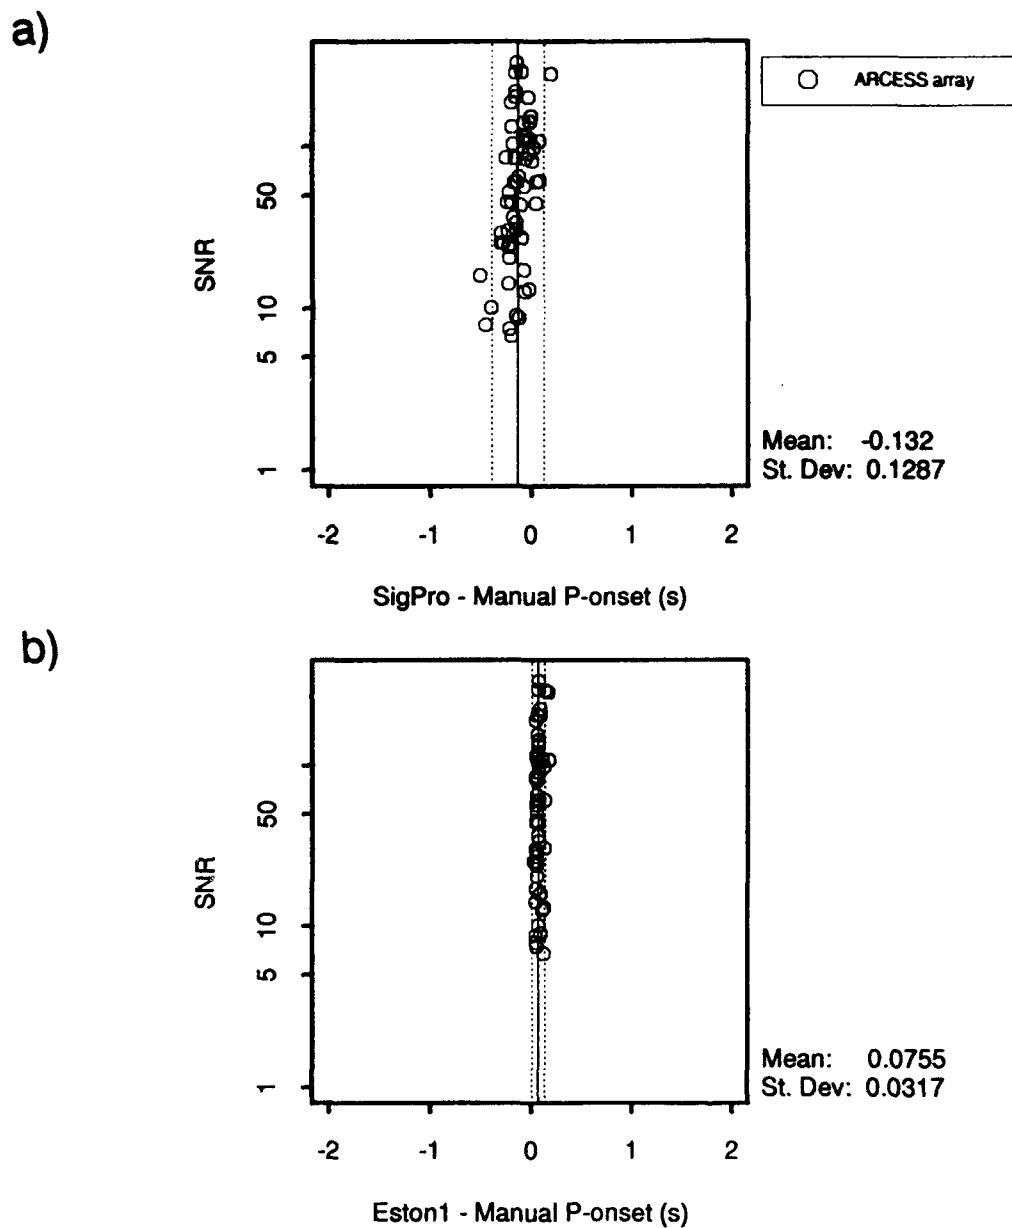 a)
ARCESS array
SNR
50
10
5
1
Mean: -0.132
St. Dev: 0.1287
-2 -1 0 1 2
SigPro - Manual P-onset (s)
b)
SNR
50
10
5
1
Mean: 0.0755
St. Dev: 0.0317
-2 -1 0 1 2
Eston1 - Manual P-onset (s)